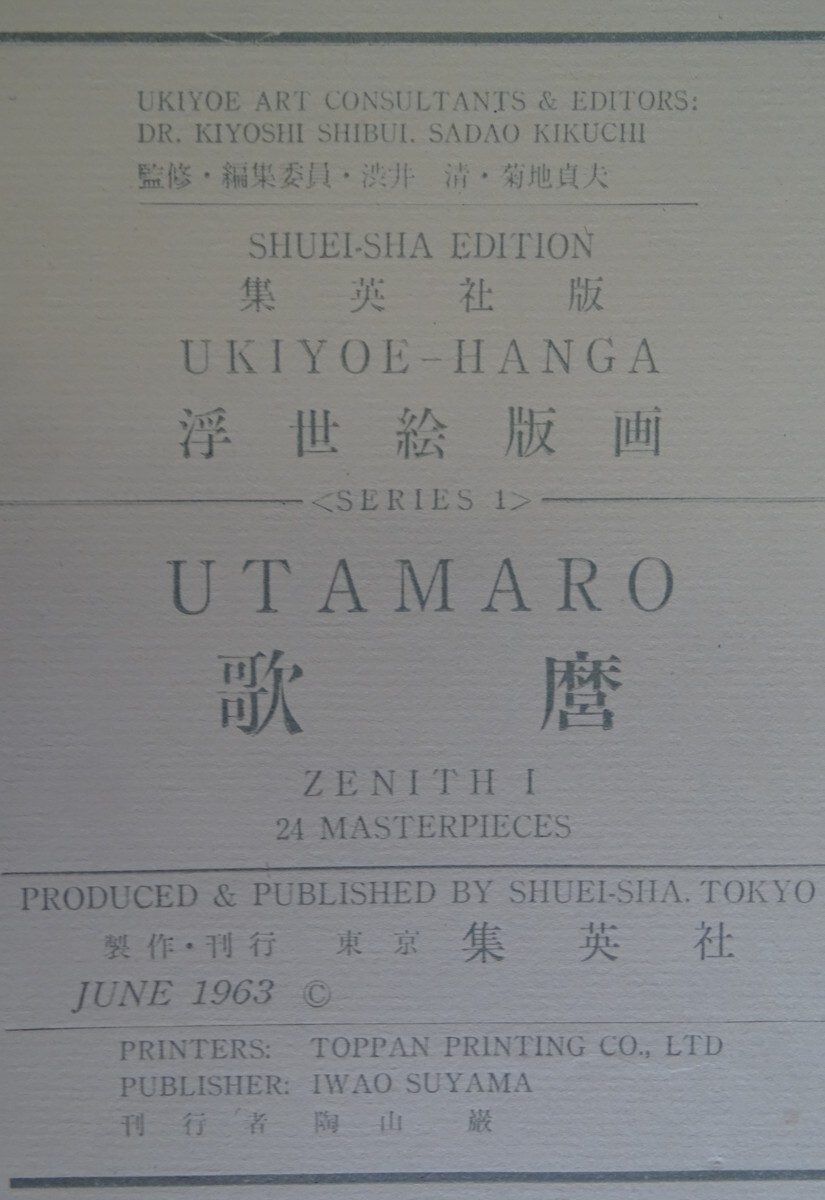 UKIYOE ART CONSULTANTS & EDITORS:
DR. KIYOSHI SHIBUI. SADAO KIKUCHI
監修・編集委員・渋井 清・菊地貞夫
SHUEI-SHA EDITION
集英社版
UKIYOE-HANGA
浮世絵版画
<SERIES 1>
UTAMARO
歌麿
ZENITH I
24 MASTERPIECES
PRODUCED & PUBLISHED BY SHUEI-SHA. TOKYO
製作・刊行 東京 集英社
JUNE 1963 ©
PRINTERS: TOPPAN PRINTING CO., LTD
PUBLISHER: IWAO SUYAMA
刊行者 陶山 巌